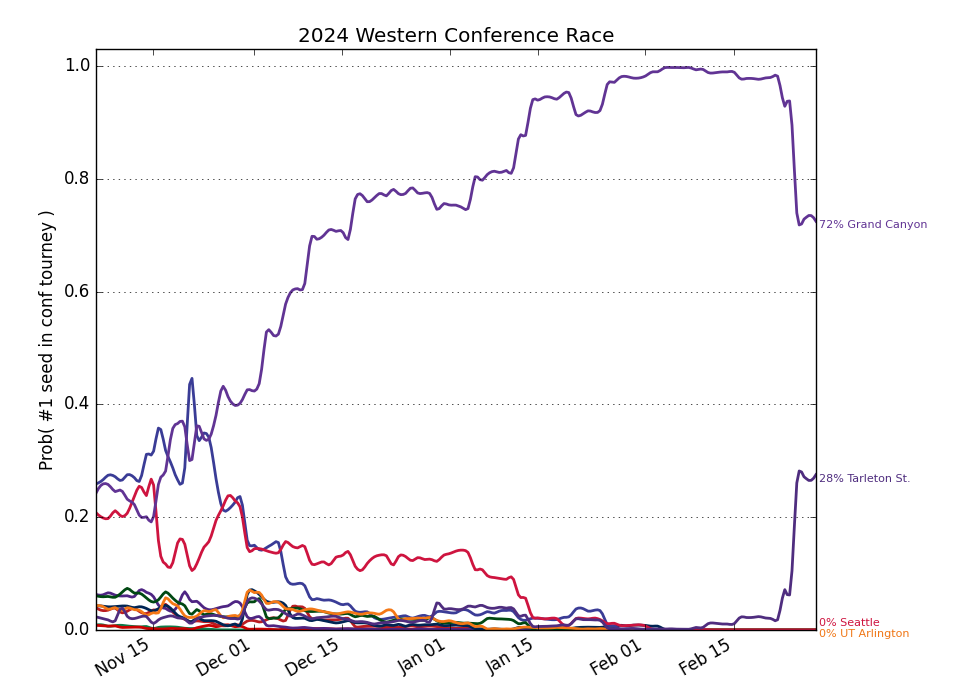 2024 Western Conference Race
Prob( #1 seed in conf tourney )
1.0
0.8
0.6
0.4
0.2
0.0
72% Grand Canyon
28% Tarleton St.
0% Seattle
0% UT Arlington
Nov 15
Dec 01
Dec 15
Jan 01
Jan 15
Feb 01
Feb 15